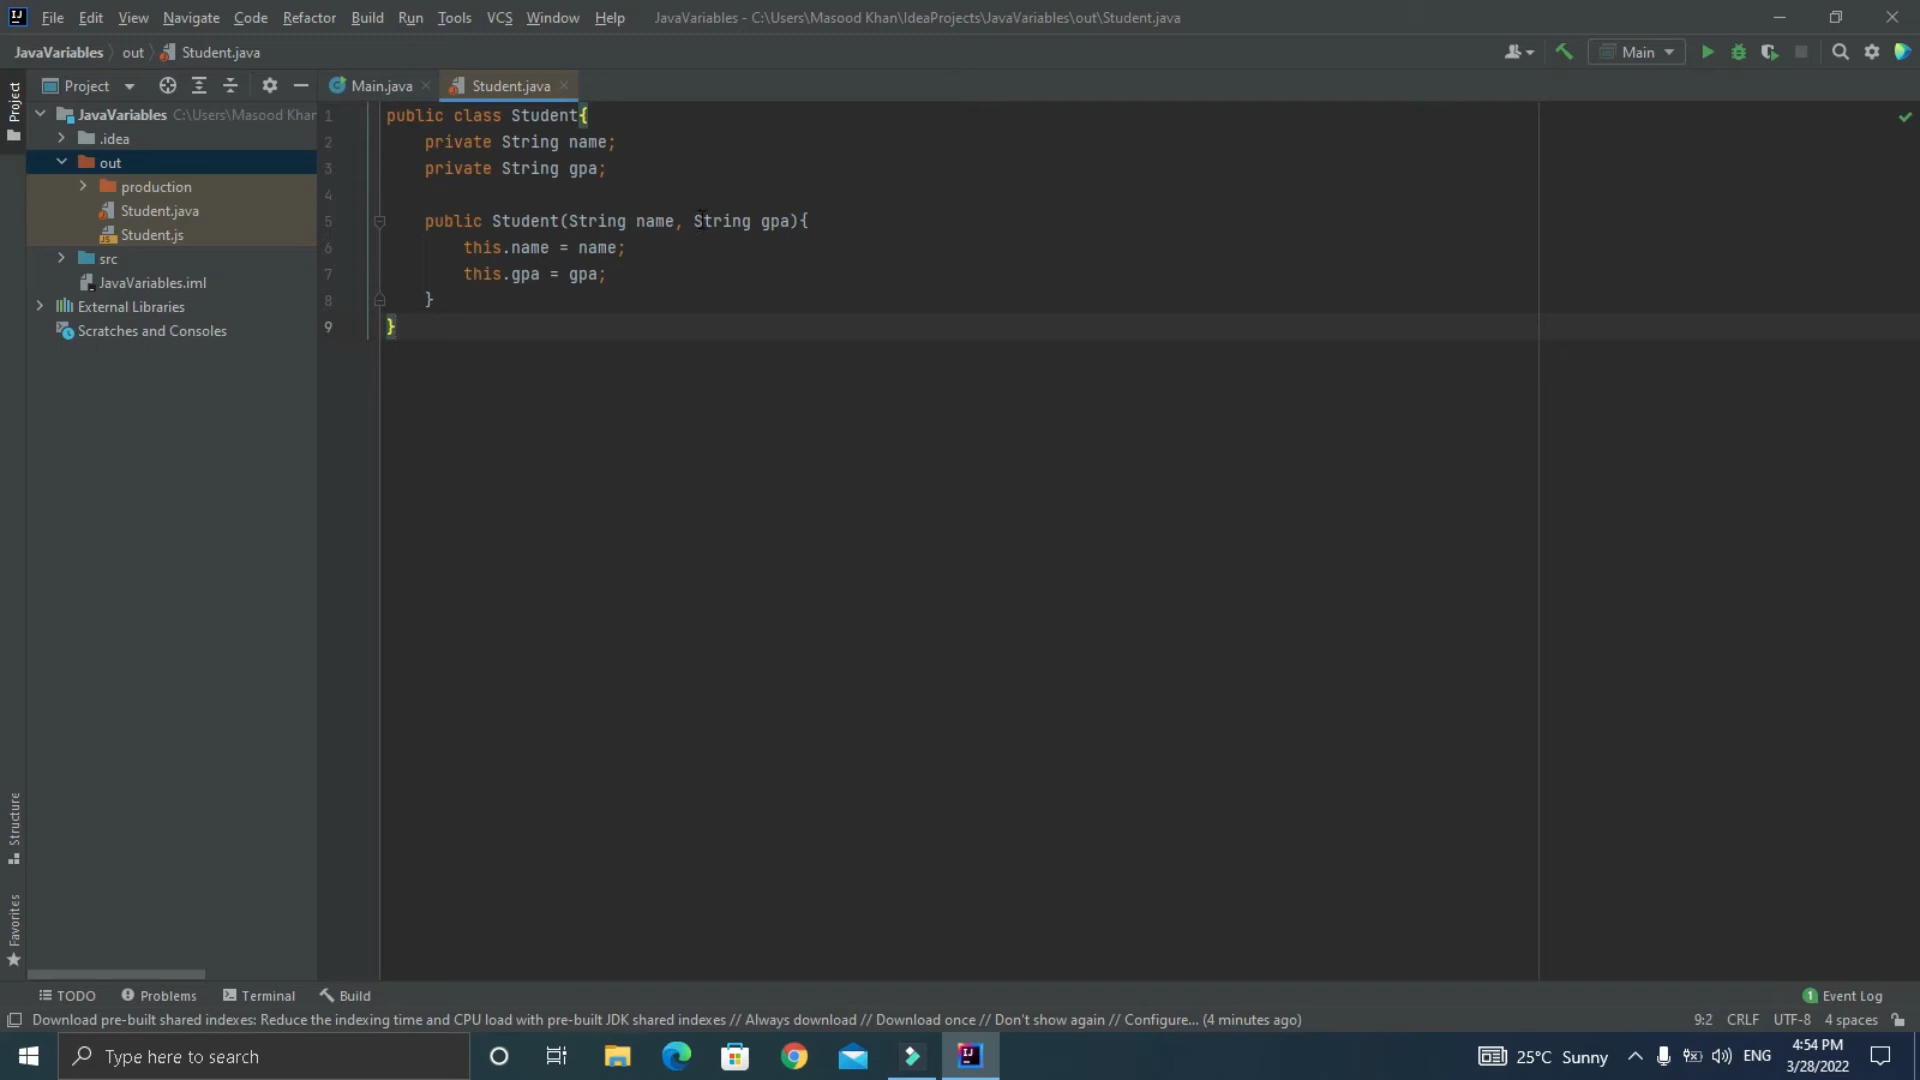 File Edit View Navigate Code Refactor Build Run Tools VCS Window Help JavaVariables - C:\Users\Masood Khan\IdeaProjects\JavaVariables\out\Student.java
JavaVariables out Student.java Main
Project Main.java Student.java
Project
JavaVariables C:\Users\Masood Khan
.idea
out
production
Student.java
Student.js
src
JavaVariables.iml
External Libraries
Scratches and Consoles
1 public class Student{
2 private String name;
3 private String gpa;
4
5 public Student(String name, String gpa){
6 this.name = name;
7 this.gpa = gpa;
8 }
9 }
Structure
Favorites
TODO Problems Terminal Build 1 Event Log
Download pre-built shared indexes: Reduce the indexing time and CPU load with pre-built JDK shared indexes // Always download // Download once // Don't show again // Configure... (4 minutes ago) 9:2 CRLF UTF-8 4 spaces
Type here to search 25°C Sunny ENG 4:54 PM
3/28/2022